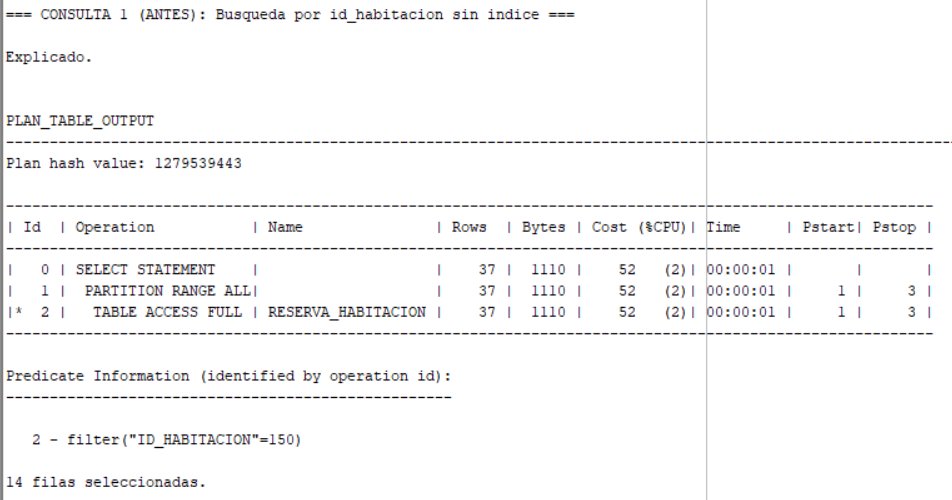 === CONSULTA 1 (ANTES): Busqueda por id_habitacion sin indice ===
Explicado.
PLAN_TABLE_OUTPUT
--------------------------------------------------------------------------------
Plan hash value: 1279539443
--------------------------------------------------------------------------------
| Id  | Operation           | Name               | Rows  | Bytes | Cost (%CPU)| Time     | Pstart| Pstop |
--------------------------------------------------------------------------------
|   0 | SELECT STATEMENT    |                    |    37 |  1110 |    52   (2)| 00:00:01 |       |       |
|   1 |  PARTITION RANGE ALL|                    |    37 |  1110 |    52   (2)| 00:00:01 |     1 |     3 |
|*  2 |   TABLE ACCESS FULL | RESERVA_HABITACION |    37 |  1110 |    52   (2)| 00:00:01 |     1 |     3 |
--------------------------------------------------------------------------------
Predicate Information (identified by operation id):
---------------------------------------------------
2 - filter("ID_HABITACION"=150)
14 filas seleccionadas.